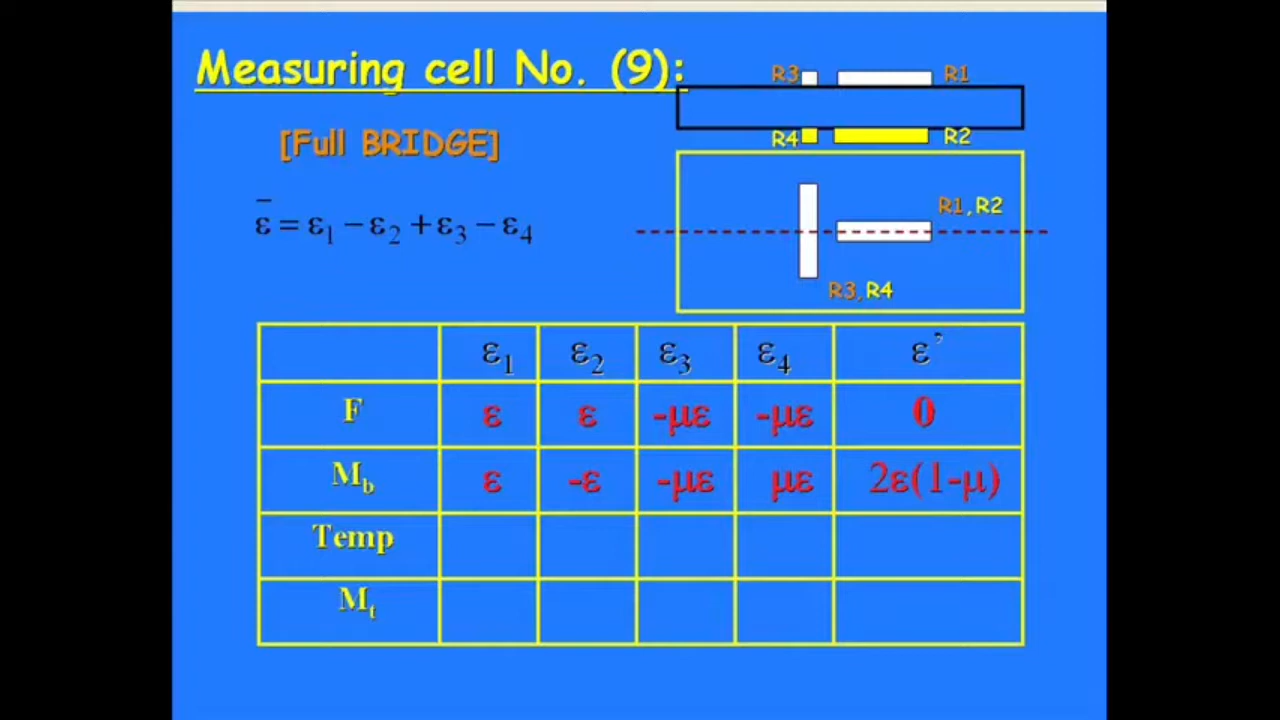 Measuring cell No. (9):
[Full BRIDGE]
ε̄ = ε₁ − ε₂ + ε₃ − ε₄
R3 R1
R4 R2
R1,R2
R3,R4
ε₁ ε₂ ε₃ ε₄ ε’
F ε ε -με -με 0
M_b ε -ε -με με 2ε(1-μ)
Temp
Mₜ